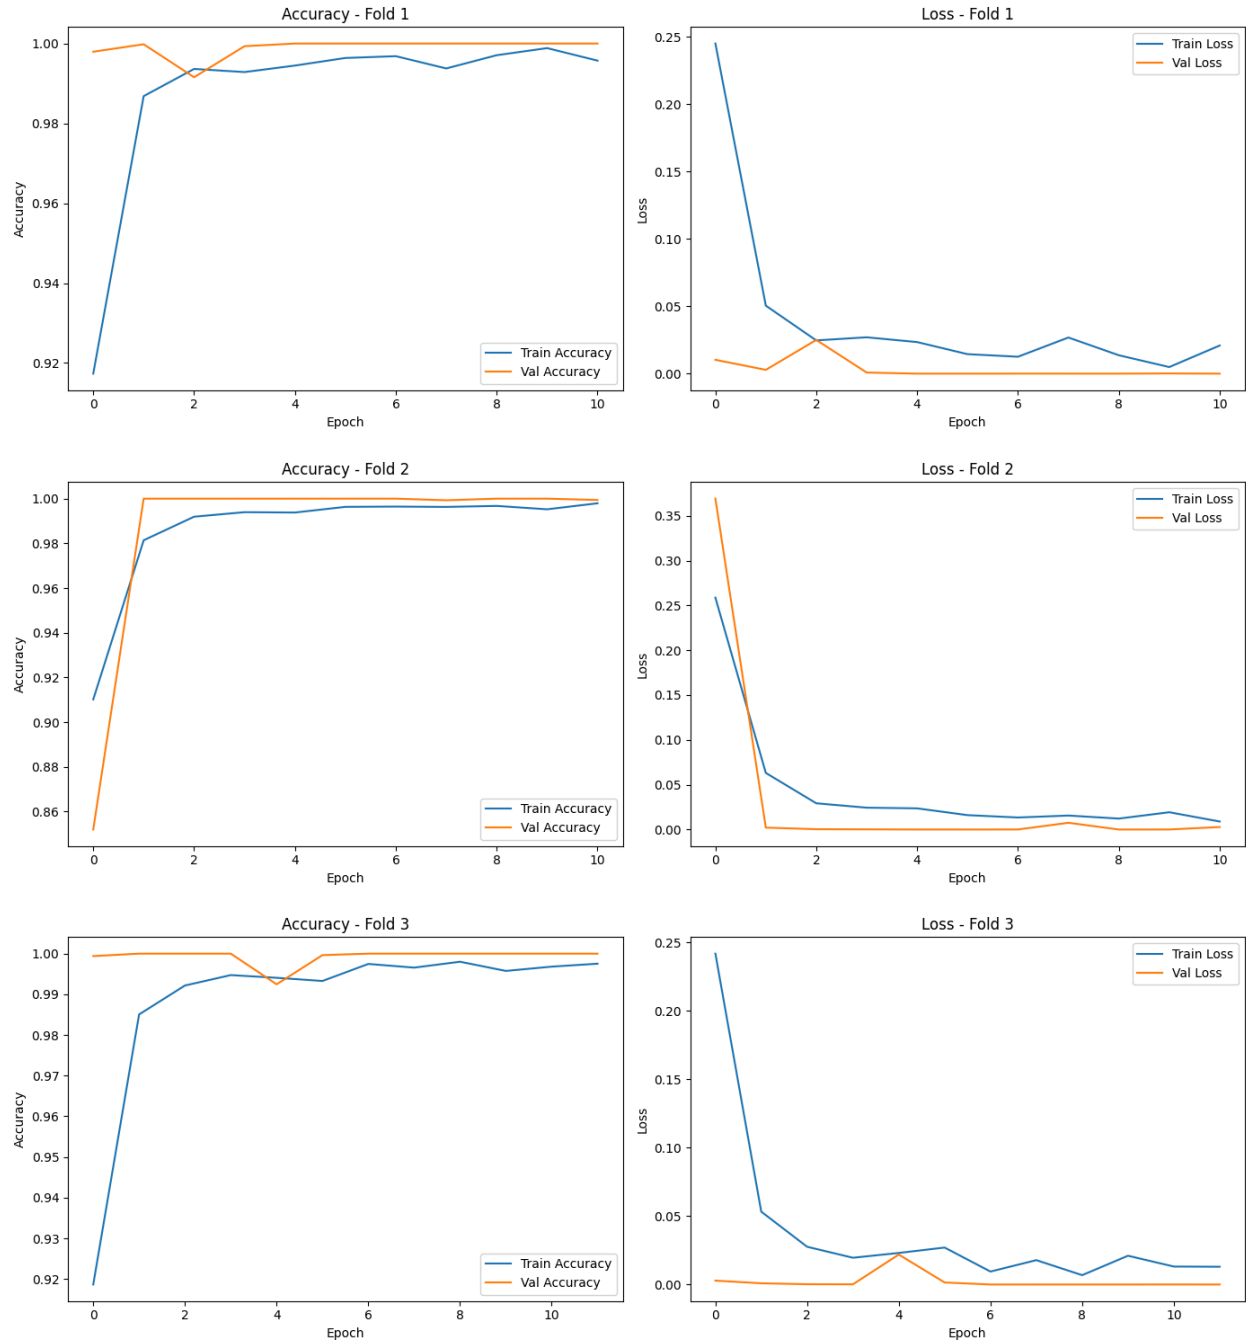 Accuracy - Fold 1
1.00
0.98
0.96
0.94
0.92
Accuracy
Train Accuracy
Val Accuracy
0 2 4 6 8 10
Epoch
Loss - Fold 1
0.25
0.20
0.15
0.10
0.05
0.00
Loss
Train Loss
Val Loss
0 2 4 6 8 10
Epoch
Accuracy - Fold 2
1.00
0.98
0.96
0.94
0.92
0.90
0.88
0.86
Accuracy
Train Accuracy
Val Accuracy
0 2 4 6 8 10
Epoch
Loss - Fold 2
0.35
0.30
0.25
0.20
0.15
0.10
0.05
0.00
Loss
Train Loss
Val Loss
0 2 4 6 8 10
Epoch
Accuracy - Fold 3
1.00
0.99
0.98
0.97
0.96
0.95
0.94
0.93
0.92
Accuracy
Train Accuracy
Val Accuracy
0 2 4 6 8 10
Epoch
Loss - Fold 3
0.25
0.20
0.15
0.10
0.05
0.00
Loss
Train Loss
Val Loss
0 2 4 6 8 10
Epoch